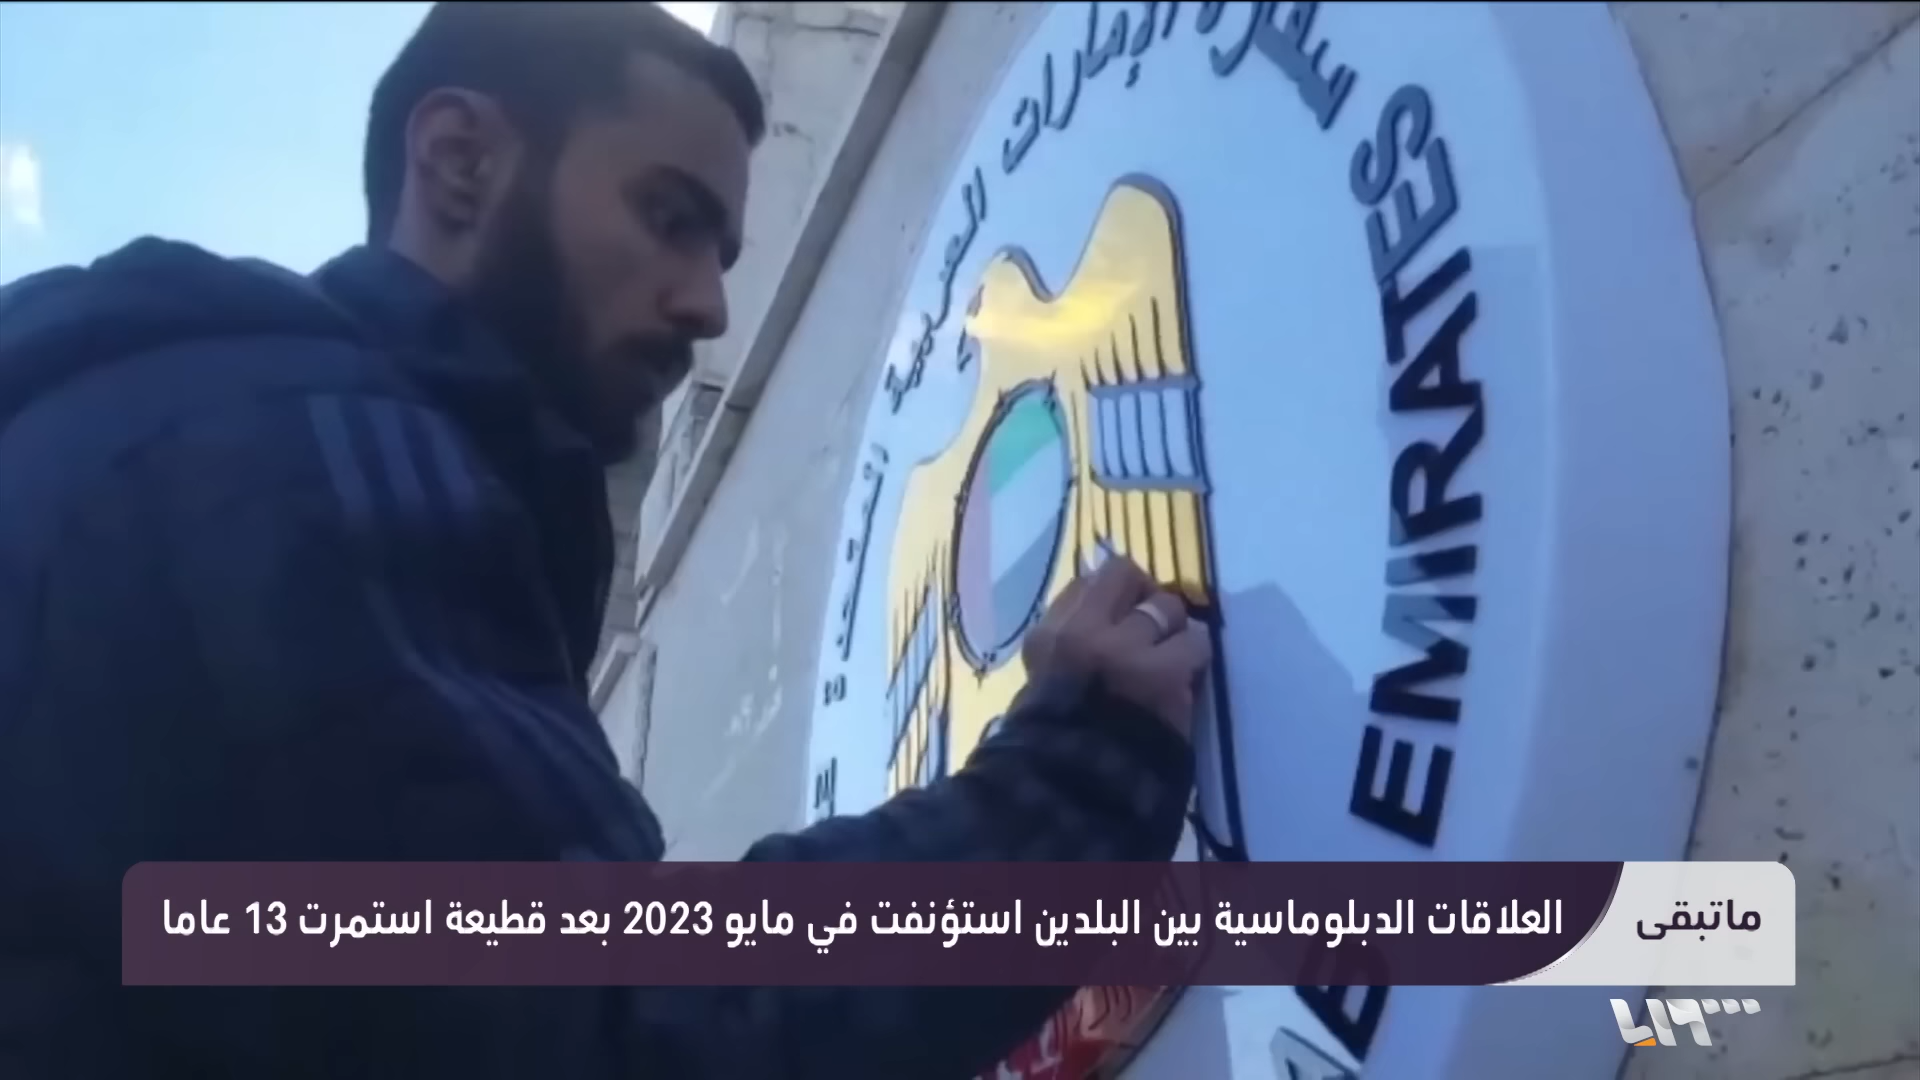 سفارة الإمارات العربية المتحدة
EMIRATES
ماتبقى
العلاقات الدبلوماسية بين البلدين استؤنفت في مايو 2023 بعد قطيعة استمرت 13 عاما